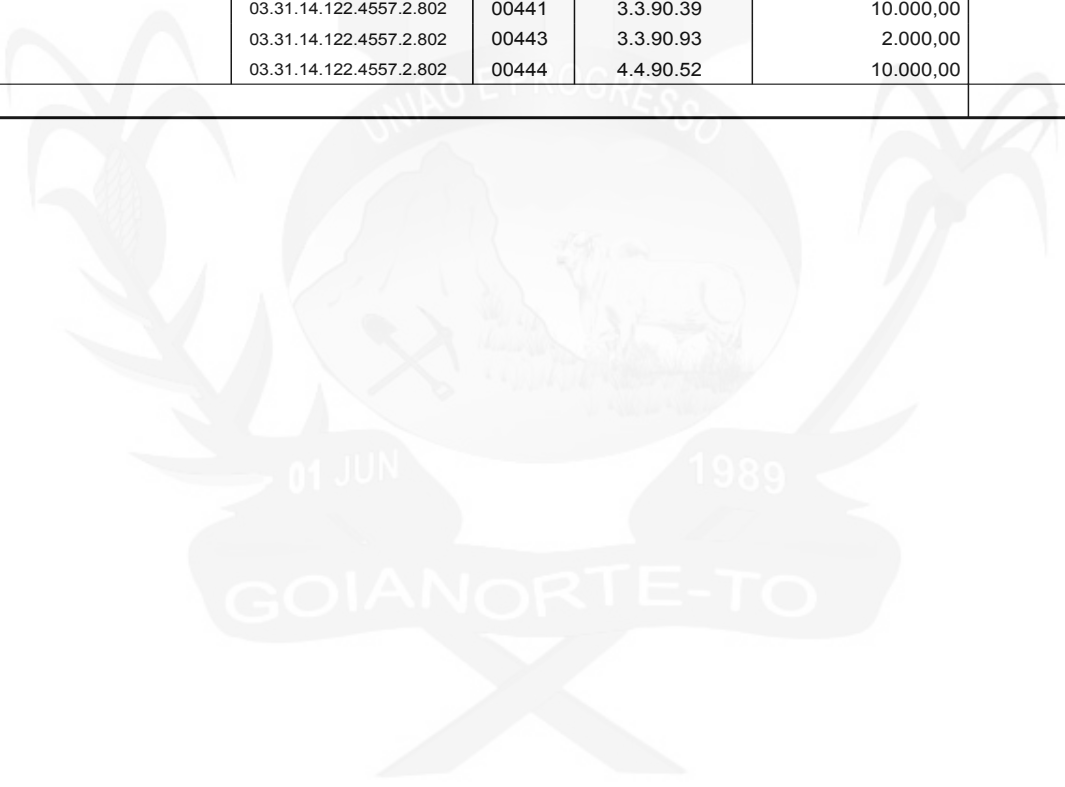 03.31.14.122.4557.2.802 00441 3.3.90.39 10.000,00
03.31.14.122.4557.2.802 00443 3.3.90.93 2.000,00
03.31.14.122.4557.2.802 00444 4.4.90.52 10.000,00
UNIAO E PROGRESSO
01 JUN 1989
GOIANORTE-TO